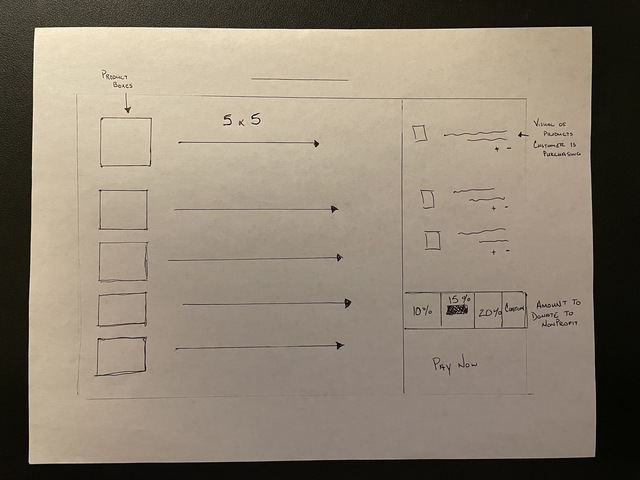 PRODUCT
BOXES
5 x 5
VISUAL OF
PRODUCTS
CUSTOMER IS
PURCHASING
+ -
+ -
+ -
10% 15% 20% CUSTOM
AMOUNT TO
DONATE TO
NONPROFIT
PAY NOW